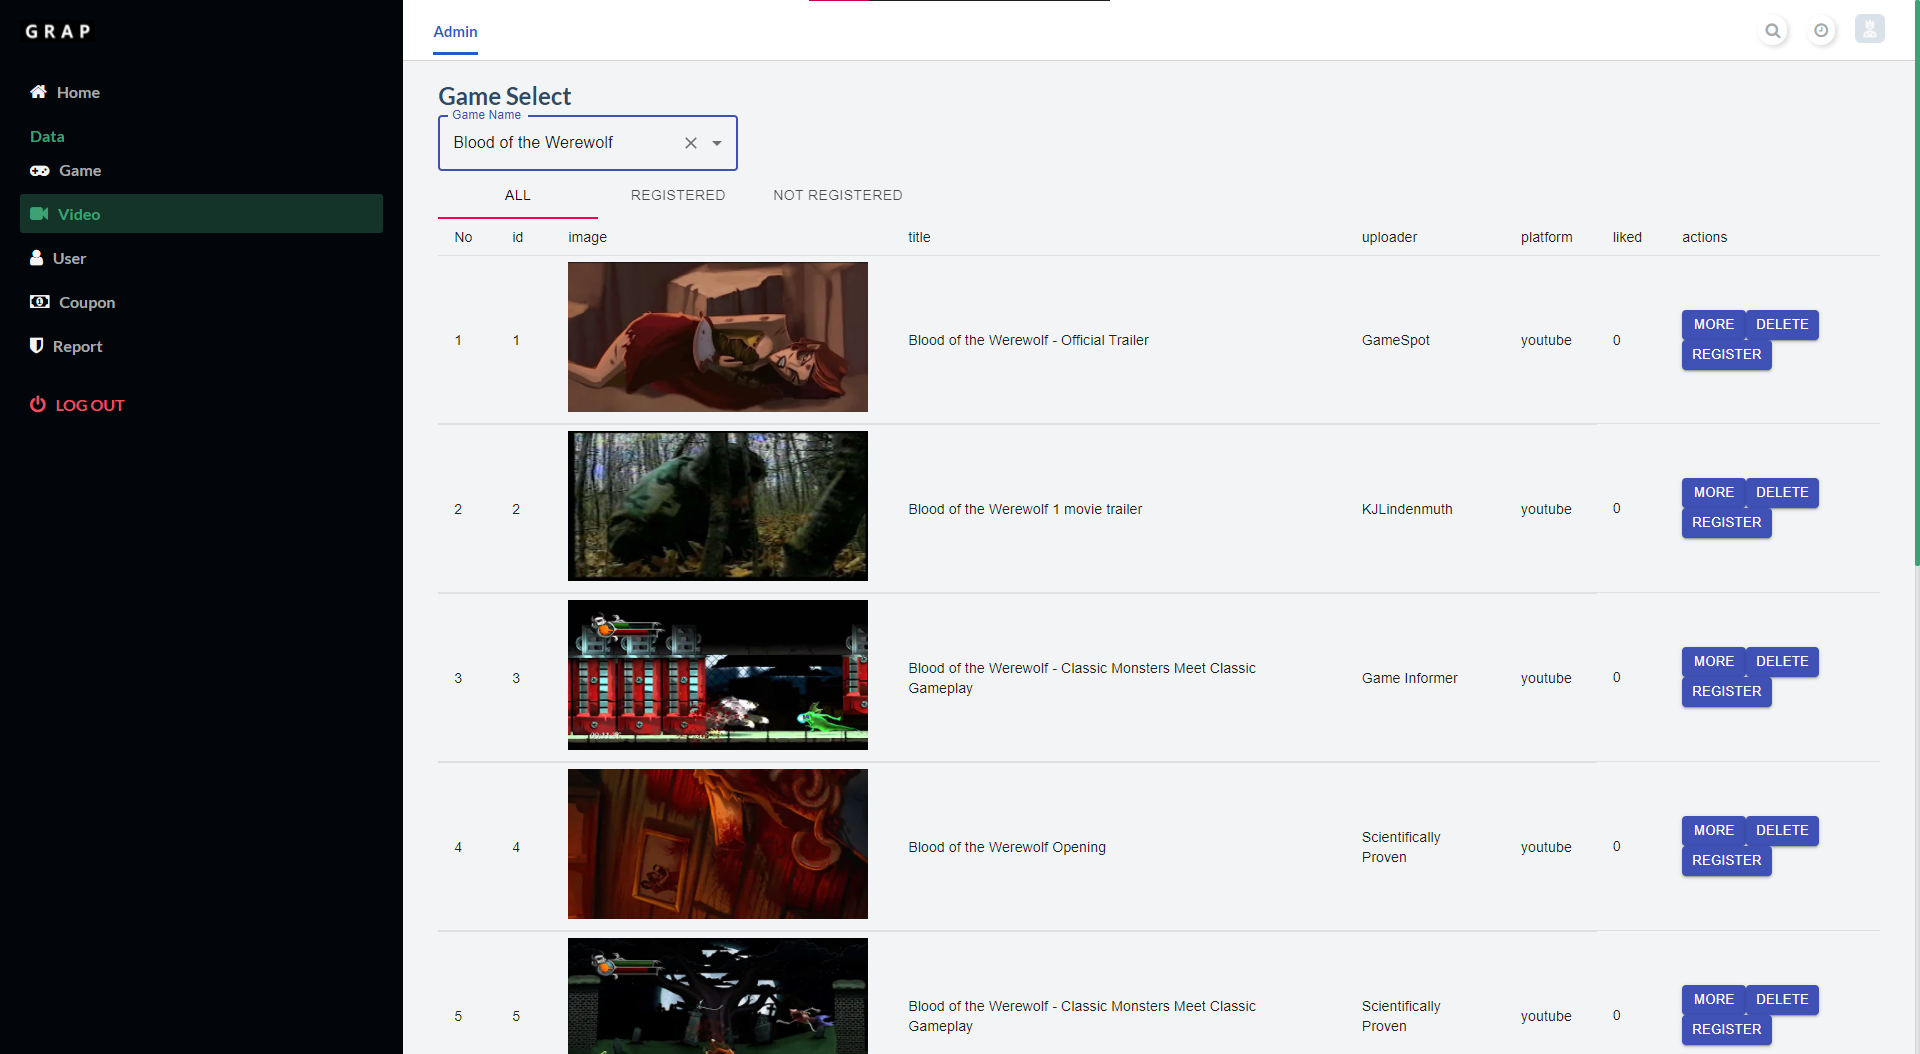 GRAP
Home
Data
Game
Video
User
Coupon
Report
LOG OUT
Admin
Game Select
Game Name
Blood of the Werewolf
ALL REGISTERED NOT REGISTERED
No id image title uploader platform liked actions
1 1 Blood of the Werewolf - Official Trailer GameSpot youtube 0 MORE DELETE
REGISTER
2 2 Blood of the Werewolf 1 movie trailer KJLindenmuth youtube 0 MORE DELETE
REGISTER
3 3 Blood of the Werewolf - Classic Monsters Meet Classic
Gameplay Game Informer youtube 0 MORE DELETE
REGISTER
4 4 Blood of the Werewolf Opening Scientifically
Proven youtube 0 MORE DELETE
REGISTER
5 5 Blood of the Werewolf - Classic Monsters Meet Classic
Gameplay Scientifically
Proven youtube 0 MORE DELETE
REGISTER